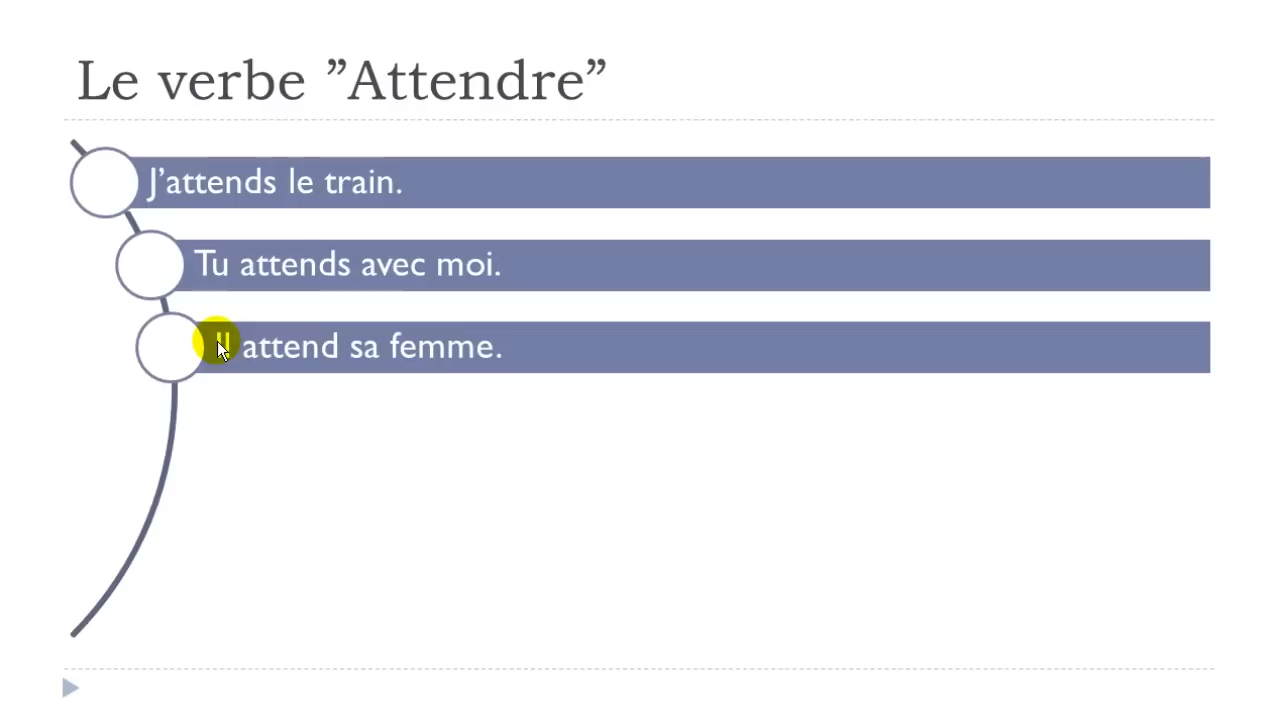 Le verbe ”Attendre”
J’attends le train.
Tu attends avec moi.
Il attend sa femme.